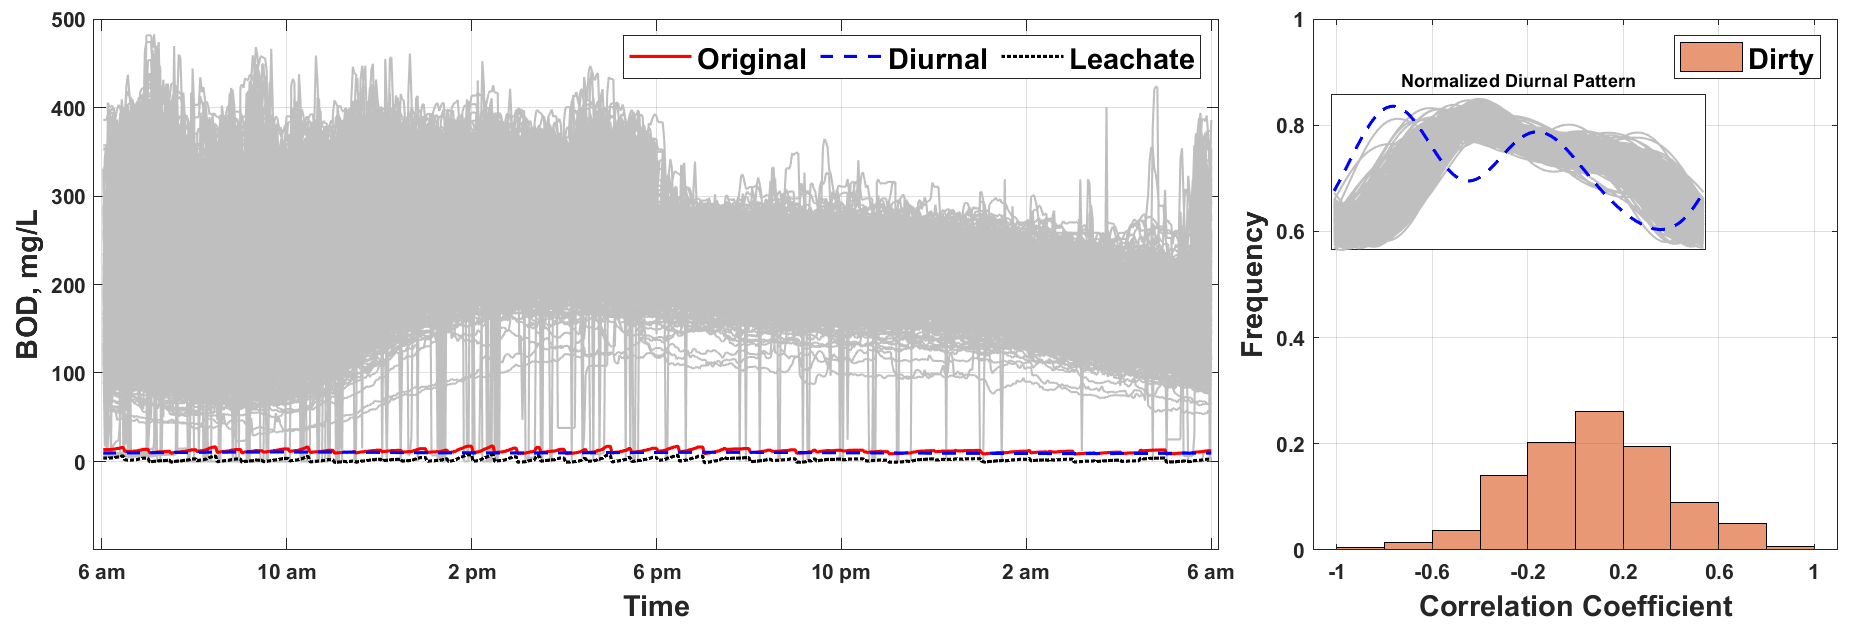 500
400
300
200
100
0
BOD, mg/L
Original Diurnal Leachate
6 am 10 am 2 pm 6 pm 10 pm 2 am 6 am
Time
1
0.8
0.6
0.4
0.2
0
Frequency
Dirty
Normalized Diurnal Pattern
-1 -0.6 -0.2 0.2 0.6 1
Correlation Coefficient